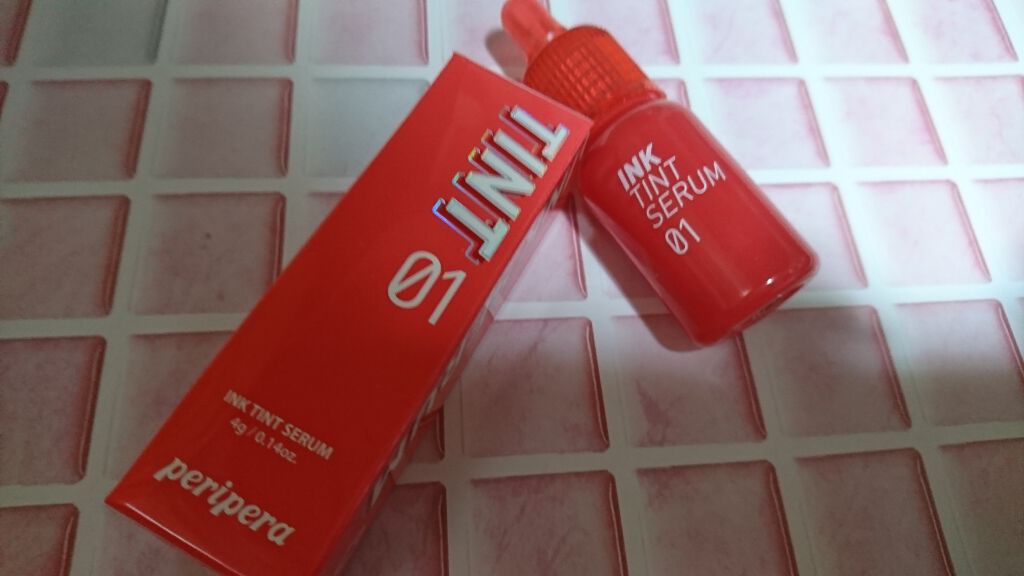 TINT
01
INK TINT SERUM
4g / 0.14oz.
peripera
INK
TINT
SERUM
01